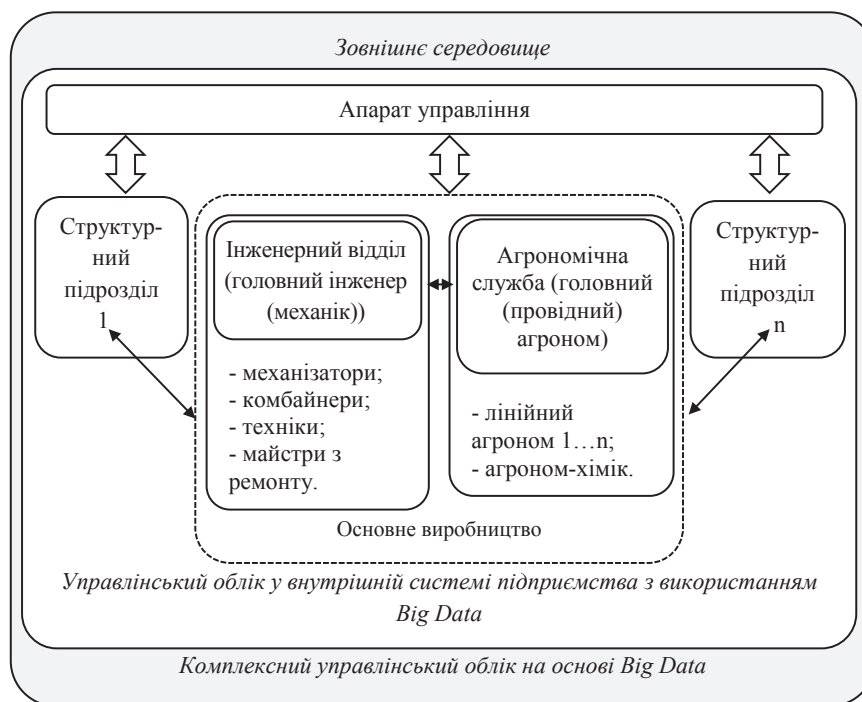 Зовнішнє середовище
Апарат управління
Структур-
ний
підрозділ
1
Інженерний відділ
(головний інженер
(механік))
- механізатори;
- комбайнери;
- техніки;
- майстри з
ремонту.
Агрономічна
служба (головний
(провідний)
агроном)
- лінійний
агроном 1…n;
- агроном-хімік.
Структур-
ний
підрозділ
n
Основне виробництво
Управлінський облік у внутрішній системі підприємства з використанням
Big Data
Комплексний управлінський облік на основі Big Data